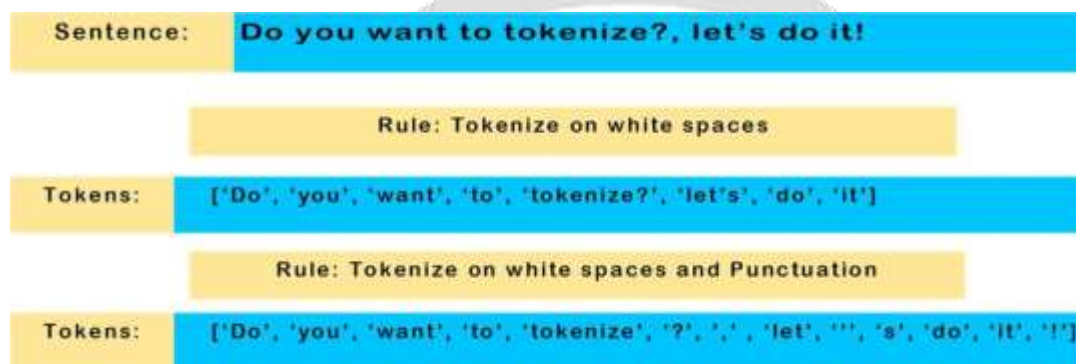 Sentence: Do you want to tokenize?, let's do it!
Rule: Tokenize on white spaces
Tokens: ['Do', 'you', 'want', 'to', 'tokenize?', 'let's', 'do', 'it']
Rule: Tokenize on white spaces and Punctuation
Tokens: ['Do', 'you', 'want', 'to', 'tokenize', '?', ',' , 'let', ''', 's', 'do', 'it', '!']